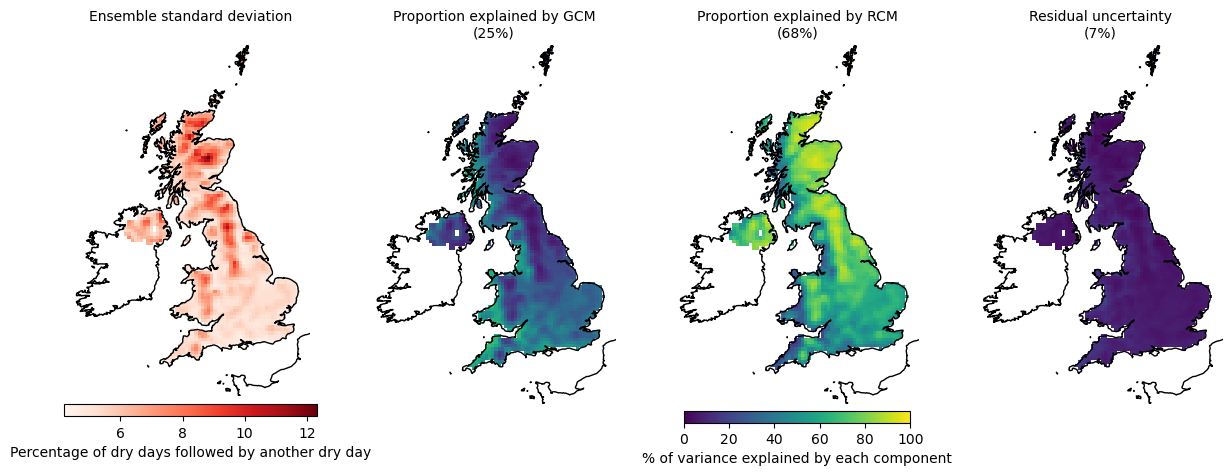 Ensemble standard deviation
Proportion explained by GCM
(25%)
Proportion explained by RCM
(68%)
Residual uncertainty
(7%)
6 8 10 12
Percentage of dry days followed by another dry day
0 20 40 60 80 100
% of variance explained by each component